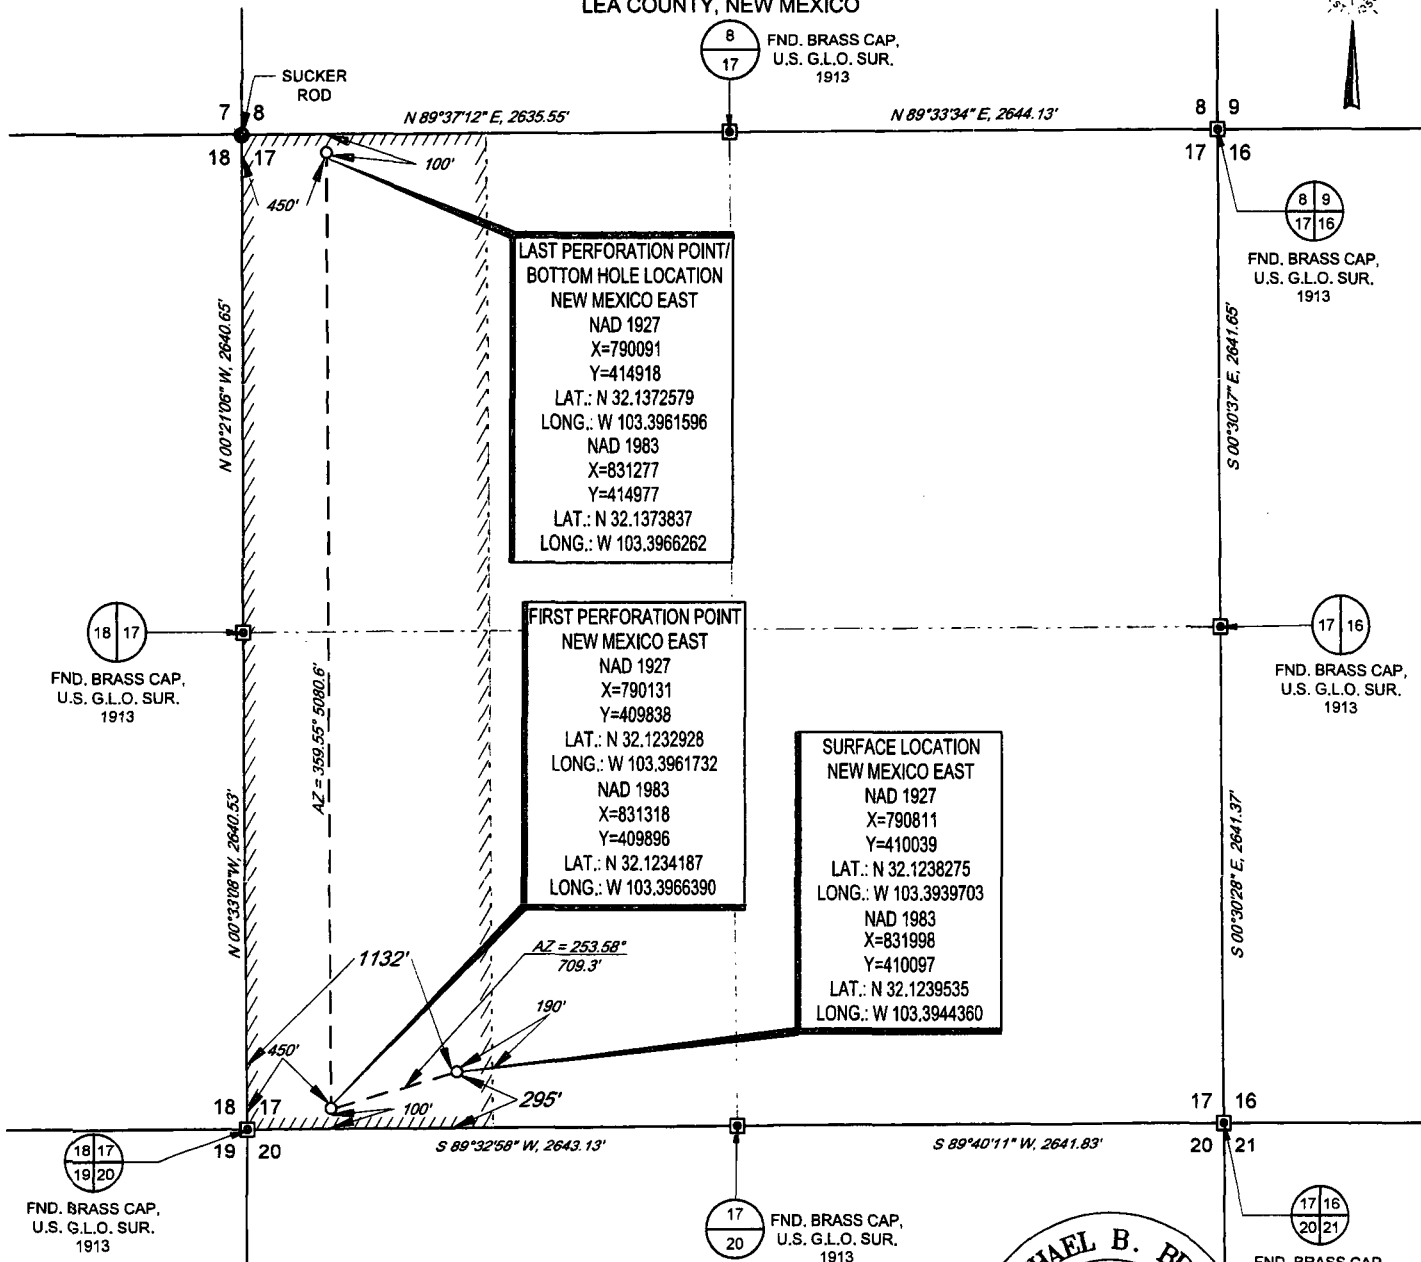 LEA COUNTY, NEW MEXICO
8
17
FND. BRASS CAP,
U.S. G.L.O. SUR.
1913
SUCKER
ROD
7 8
18 17
N 89°37'12" E, 2635.55'
N 89°33'34" E, 2644.13'
8 9
17 16
100'
450'
8 9
17 16
FND. BRASS CAP,
U.S. G.L.O. SUR.
1913
LAST PERFORATION POINT/
BOTTOM HOLE LOCATION
NEW MEXICO EAST
NAD 1927
X=790091
Y=414918
LAT.: N 32.1372579
LONG.: W 103.3961596
NAD 1983
X=831277
Y=414977
LAT.: N 32.1373837
LONG.: W 103.3966262
N 00°21'06" W, 2640.65'
S 00°30'37" E, 2641.65'
18 17
FND. BRASS CAP,
U.S. G.L.O. SUR.
1913
17 16
FND. BRASS CAP,
U.S. G.L.O. SUR.
1913
AZ = 359.55° 5080.6'
FIRST PERFORATION POINT
NEW MEXICO EAST
NAD 1927
X=790131
Y=409838
LAT.: N 32.1232928
LONG.: W 103.3961732
NAD 1983
X=831318
Y=409896
LAT.: N 32.1234187
LONG.: W 103.3966390
SURFACE LOCATION
NEW MEXICO EAST
NAD 1927
X=790811
Y=410039
LAT.: N 32.1238275
LONG.: W 103.3939703
NAD 1983
X=831998
Y=410097
LAT.: N 32.1239535
LONG.: W 103.3944360
N 00°33'08" W, 2640.53'
S 00°30'28" E, 2641.37'
1132'
AZ = 253.58°
709.3'
190'
450'
100'
295'
18 17
19 20
17 16
20 21
S 89°32'58" W, 2643.13'
S 89°40'11" W, 2641.83'
18 17
19 20
FND. BRASS CAP,
U.S. G.L.O. SUR.
1913
17
20
FND. BRASS CAP,
U.S. G.L.O. SUR.
1913
17 16
20 21
FND. BRASS CAP
HAEL B. BR